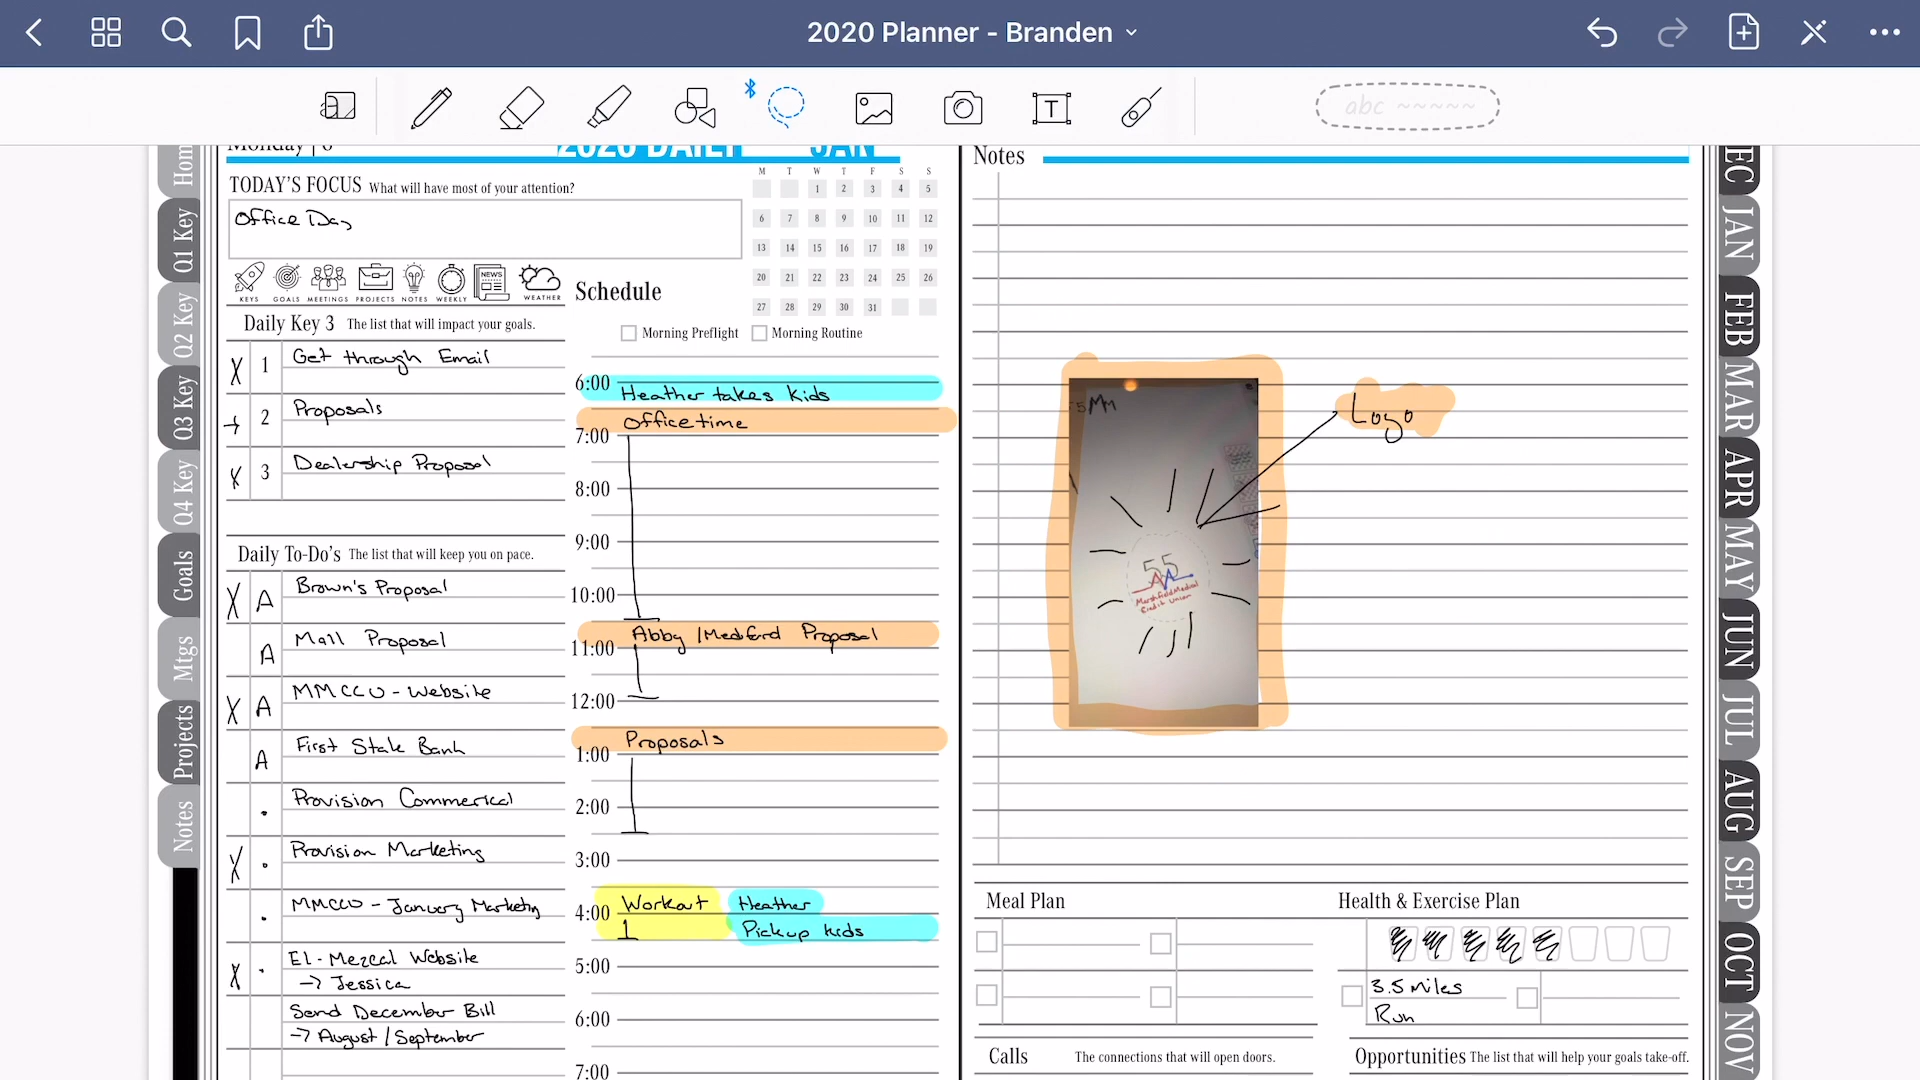 2020 Planner - Branden
abc
Monday | 6
2020 DAILY
JAN
TODAY'S FOCUS What will have most of your attention?
Office Day
KEYS GOALS MEETINGS PROJECTS NOTES WEEKLY NEWS WEATHER
M T W T F S S
1 2 3 4 5
6 7 8 9 10 11 12
13 14 15 16 17 18 19
20 21 22 23 24 25 26
27 28 29 30 31
Daily Key 3 The list that will impact your goals.
X 1 Get through Email
2 Proposals
X 3 Dealership Proposal
Daily To-Do's The list that will keep you on pace.
X A Brown's Proposal
A Mall Proposal
X A MMCCU - Website
A First State Bank
Provision Commerical
X Provision Marketing
MMCCU - January Marketing
X El-Mezcal Website
→ Jessica
Send December Bill
→ August / September
Schedule
Morning Preflight Morning Routine
6:00 Heather takes kids
Office time
7:00
8:00
9:00
10:00
Abby / Medford Proposal
11:00
12:00
Proposals
1:00
2:00
3:00
4:00 Workout Heather
Pickup kids
5:00
6:00
7:00
Notes
Logo
55
Marshfield Medical
Credit Union
Meal Plan
Health & Exercise Plan
3.5 Miles
Run
Calls The connections that will open doors.
Opportunities The list that will help your goals take-off.
Hom
Q1 Key
Q2 Key
Q3 Key
Q4 Key
Goals
Mtgs
Projects
Notes
EC
JAN
FEB
MAR
APR
MAY
JUN
JUL
AUG
SEP
OCT
NOV